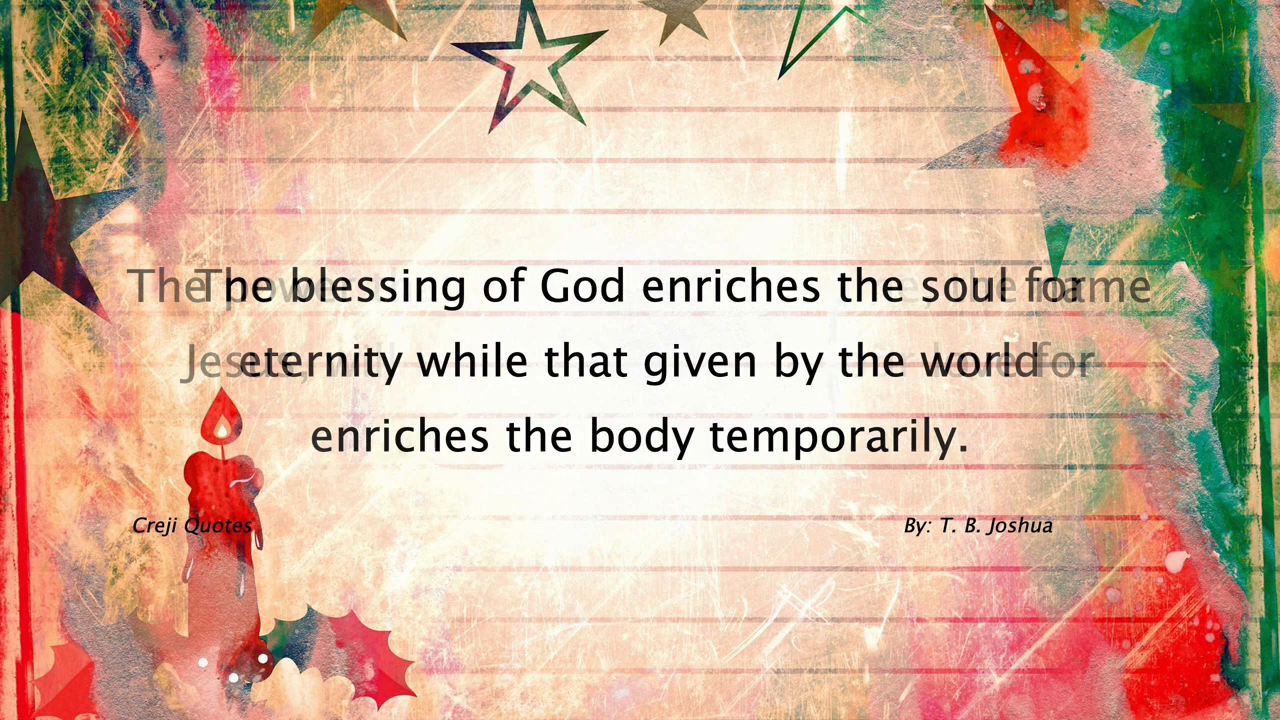 The blessing of God enriches the soul for
eternity while that given by the world
enriches the body temporarily.
Creji Quotes
By: T. B. Joshua